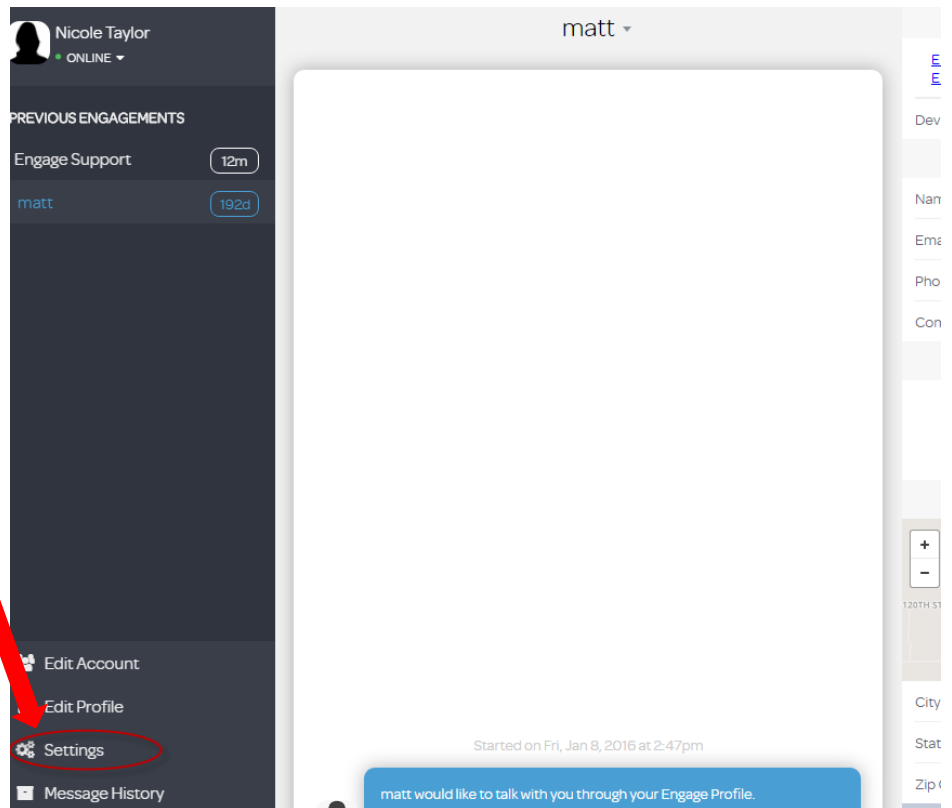 Nicole Taylor
ONLINE
PREVIOUS ENGAGEMENTS
Engage Support 12m
matt 192d
Edit Account
Edit Profile
Settings
Message History
matt
Started on Fri, Jan 8, 2016 at 2:47pm
matt would like to talk with you through your Engage Profile.
E
E
Dev
Nam
Ema
Pho
Con
+
−
120TH ST
City
Stat
Zip